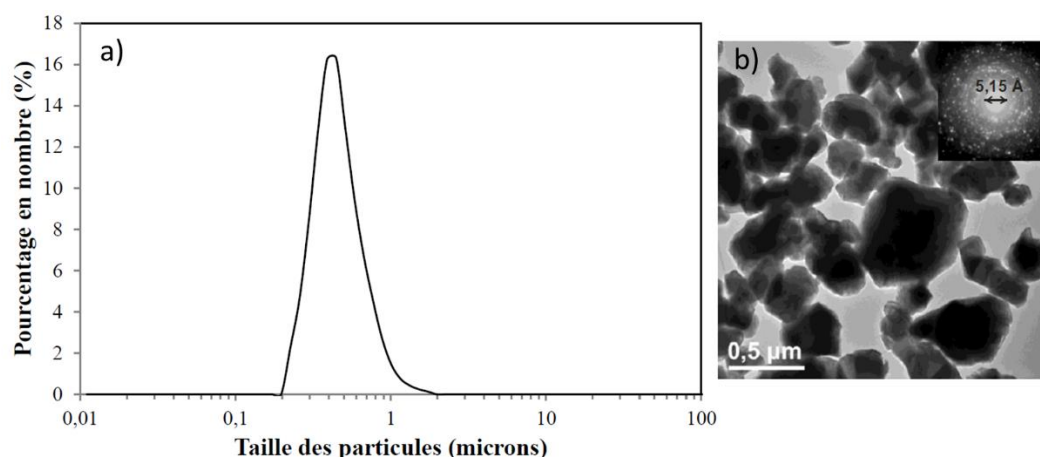 a)
Pourcentage en nombre (%)
18
16
14
12
10
8
6
4
2
0
0,01
0,1
1
10
100
Taille des particules (microns)
b)
5,15 Å
0,5 µm